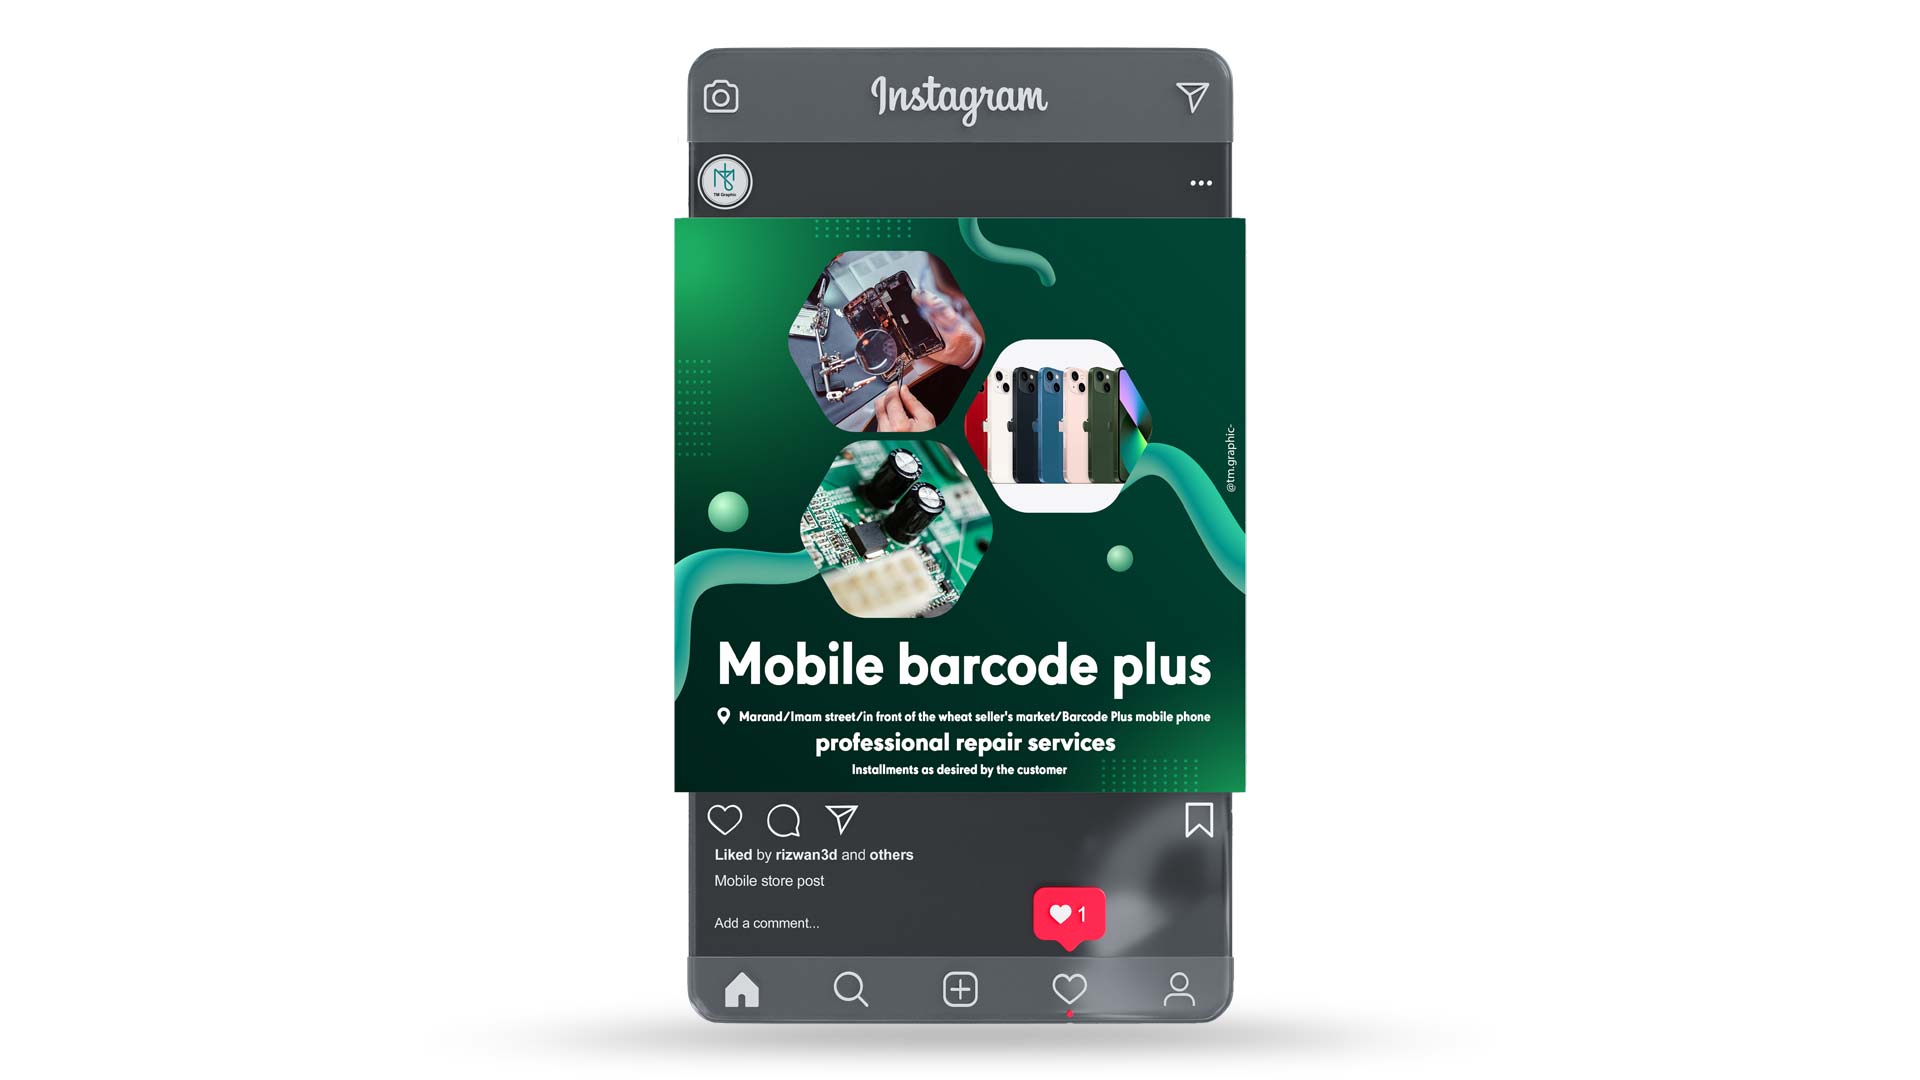 Instagram
TM Graphic
@tm.graphic-
Mobile barcode plus
Marand/Imam street/in front of the wheat seller's market/Barcode Plus mobile phone
professional repair services
Installments as desired by the customer
Liked by rizwan3d and others
Mobile store post
1
Add a comment...